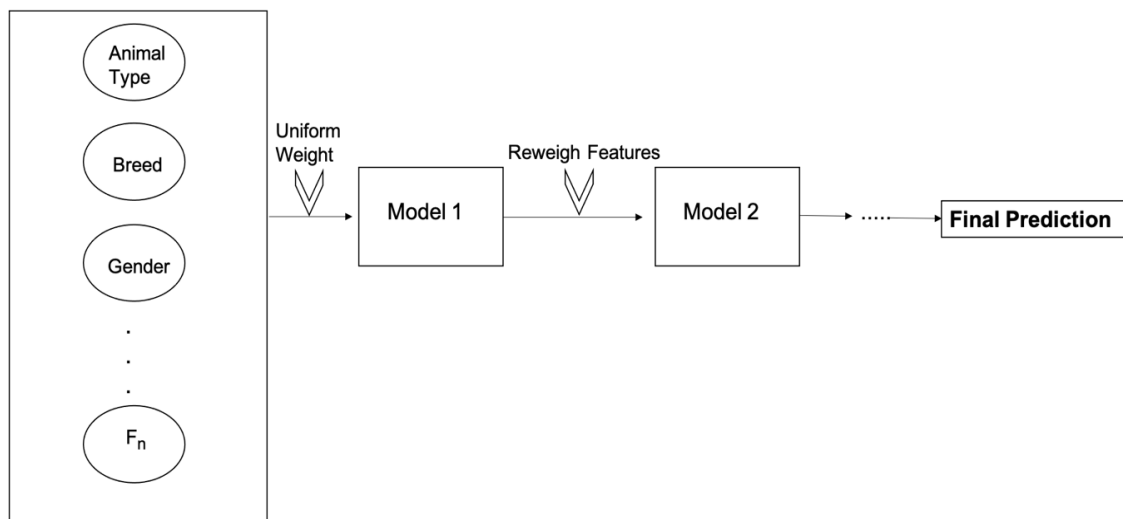 Animal
Type
Breed
Gender
.
.
.
Fₙ
Uniform
Weight
Model 1
Reweigh Features
Model 2
.....
Final Prediction